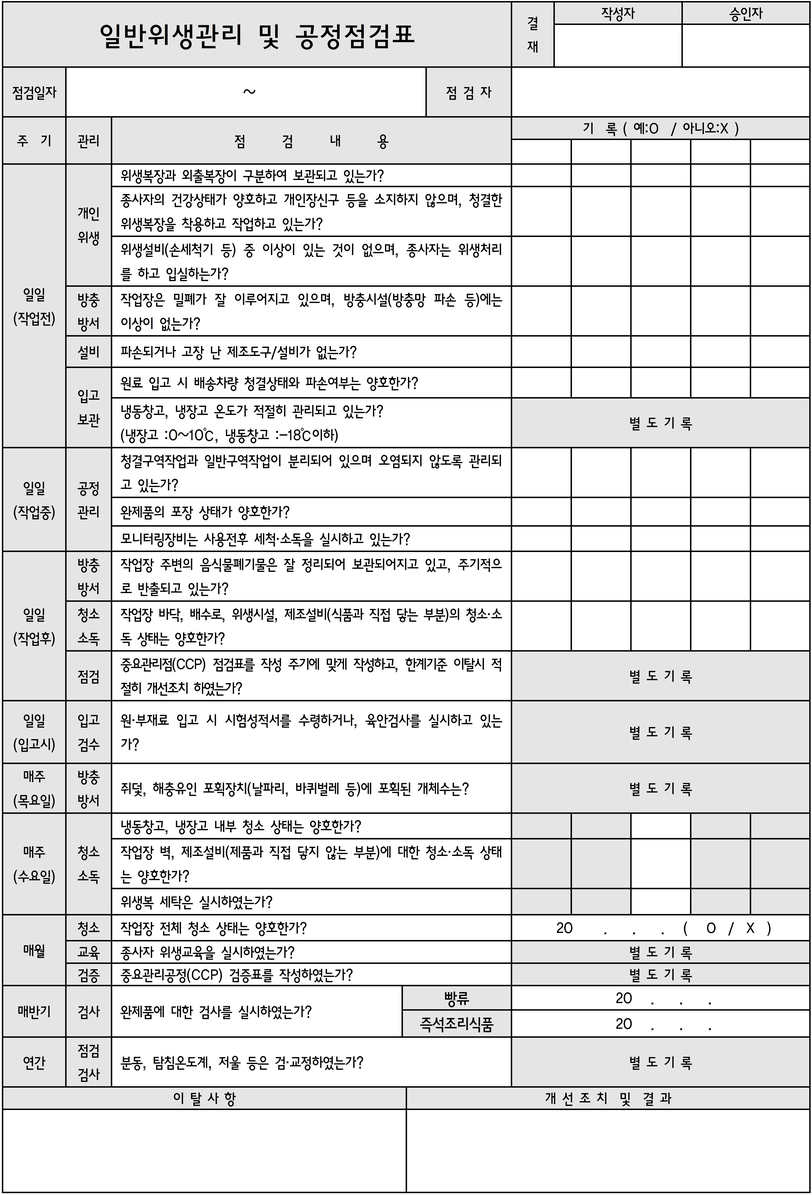 일반위생관리 및 공정점검표
결
재
작성자
승인자
점검일자
~
점 검 자
주 기
관리
점 검 내 용
기 록 ( 예:O / 아니오:X )
일일
(작업전)
개인
위생
위생복장과 외출복장이 구분하여 보관되고 있는가?
종사자의 건강상태가 양호하고 개인장신구 등을 소지하지 않으며, 청결한
위생복장을 착용하고 작업하고 있는가?
위생설비(손세척기 등) 중 이상이 있는 것이 없으며, 종사자는 위생처리
를 하고 입실하는가?
방충
방서
작업장은 밀폐가 잘 이루어지고 있으며, 방충시설(방충망 파손 등)에는
이상이 없는가?
설비
파손되거나 고장 난 제조도구/설비가 없는가?
입고
보관
원료 입고 시 배송차량 청결상태와 파손여부는 양호한가?
냉동창고, 냉장고 온도가 적절히 관리되고 있는가?
(냉장고 :0~10℃, 냉동창고 :-18℃이하)
별 도 기 록
일일
(작업중)
공정
관리
청결구역작업과 일반구역작업이 분리되어 있으며 오염되지 않도록 관리되
고 있는가?
완제품의 포장 상태가 양호한가?
모니터링장비는 사용전후 세척·소독을 실시하고 있는가?
일일
(작업후)
방충
방서
작업장 주변의 음식물폐기물은 잘 정리되어 보관되어지고 있고, 주기적으
로 반출되고 있는가?
청소
소독
작업장 바닥, 배수로, 위생시설, 제조설비(식품과 직접 닿는 부분)의 청소·소
독 상태는 양호한가?
점검
중요관리점(CCP) 점검표를 작성 주기에 맞게 작성하고, 한계기준 이탈시 적
절히 개선조치 하였는가?
별 도 기 록
일일
(입고시)
입고
검수
원·부재료 입고 시 시험성적서를 수령하거나, 육안검사를 실시하고 있는
가?
별 도 기 록
매주
(목요일)
방충
방서
쥐덫, 해충유인 포획장치(날파리, 바퀴벌레 등)에 포획된 개체수는?
별 도 기 록
매주
(수요일)
청소
소독
냉동창고, 냉장고 내부 청소 상태는 양호한가?
작업장 벽, 제조설비(제품과 직접 닿지 않는 부분)에 대한 청소·소독 상태
는 양호한가?
위생복 세탁은 실시하였는가?
매월
청소
작업장 전체 청소 상태는 양호한가?
20 . . . ( O / X )
교육
종사자 위생교육을 실시하였는가?
별 도 기 록
검증
중요관리공정(CCP) 검증표를 작성하였는가?
별 도 기 록
매반기
검사
완제품에 대한 검사를 실시하였는가?
빵류
20 . . .
즉석조리식품
20 . . .
연간
점검
검사
분동, 탐침온도계, 저울 등은 검·교정하였는가?
별 도 기 록
이 탈 사 항
개 선 조 치 및 결 과